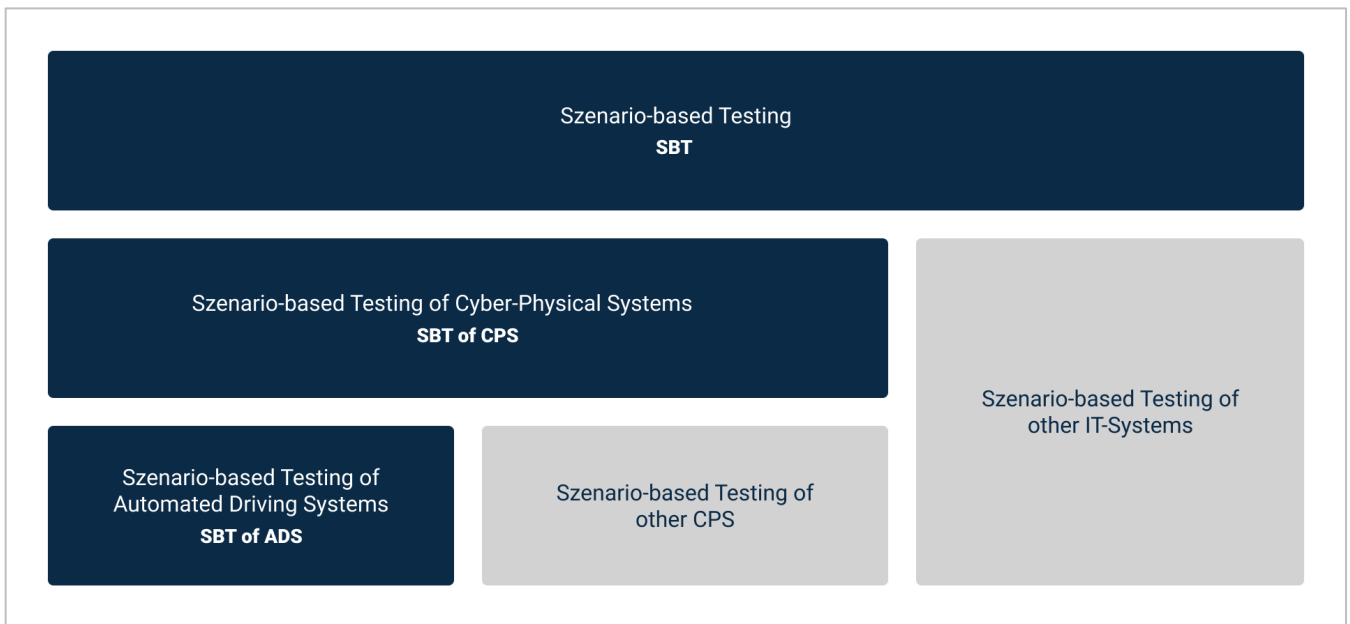 Szenario-based Testing
SBT
Szenario-based Testing of Cyber-Physical Systems
SBT of CPS
Szenario-based Testing of
other IT-Systems
Szenario-based Testing of
Automated Driving Systems
SBT of ADS
Szenario-based Testing of
other CPS